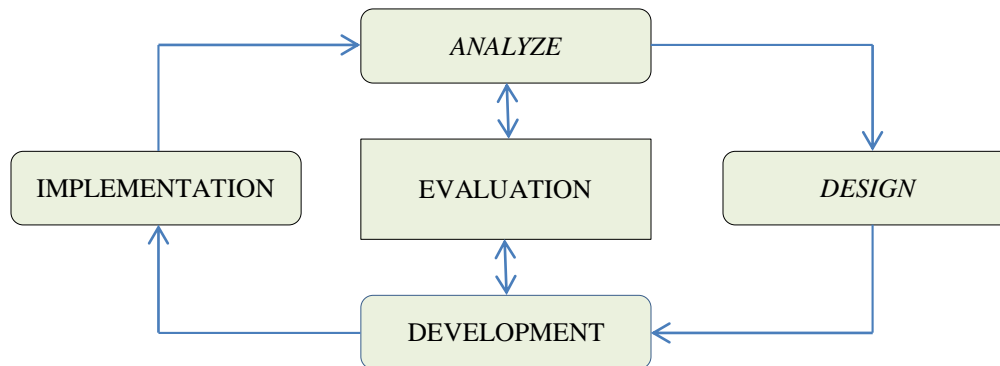 ANALYZE
IMPLEMENTATION
EVALUATION
DESIGN
DEVELOPMENT